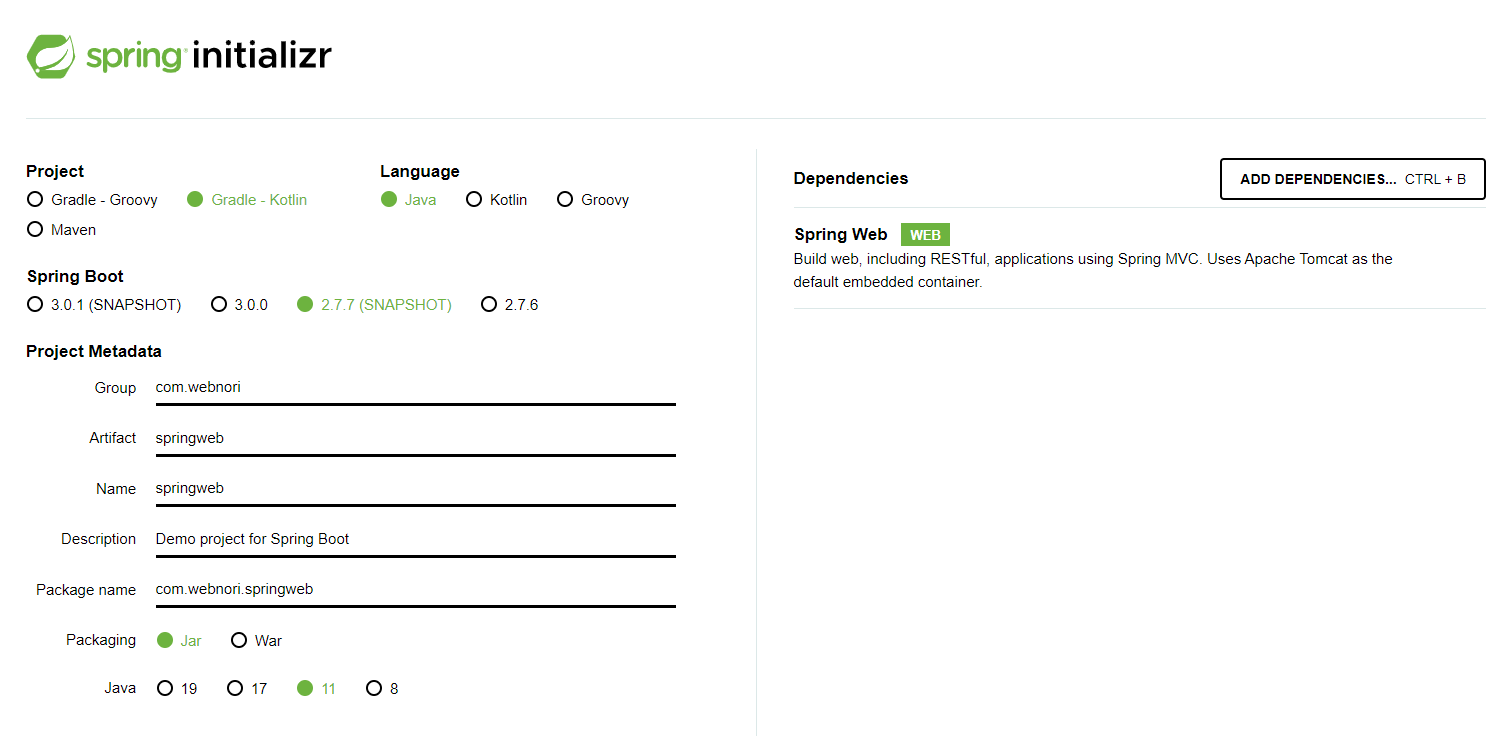 spring initializr
Project
Gradle - Groovy Gradle - Kotlin
Maven
Language
Java Kotlin Groovy
Spring Boot
3.0.1 (SNAPSHOT) 3.0.0 2.7.7 (SNAPSHOT) 2.7.6
Project Metadata
Group com.webnori
Artifact springweb
Name springweb
Description Demo project for Spring Boot
Package name com.webnori.springweb
Packaging Jar War
Java 19 17 11 8
Dependencies
ADD DEPENDENCIES... CTRL + B
Spring Web WEB
Build web, including RESTful, applications using Spring MVC. Uses Apache Tomcat as the
default embedded container.